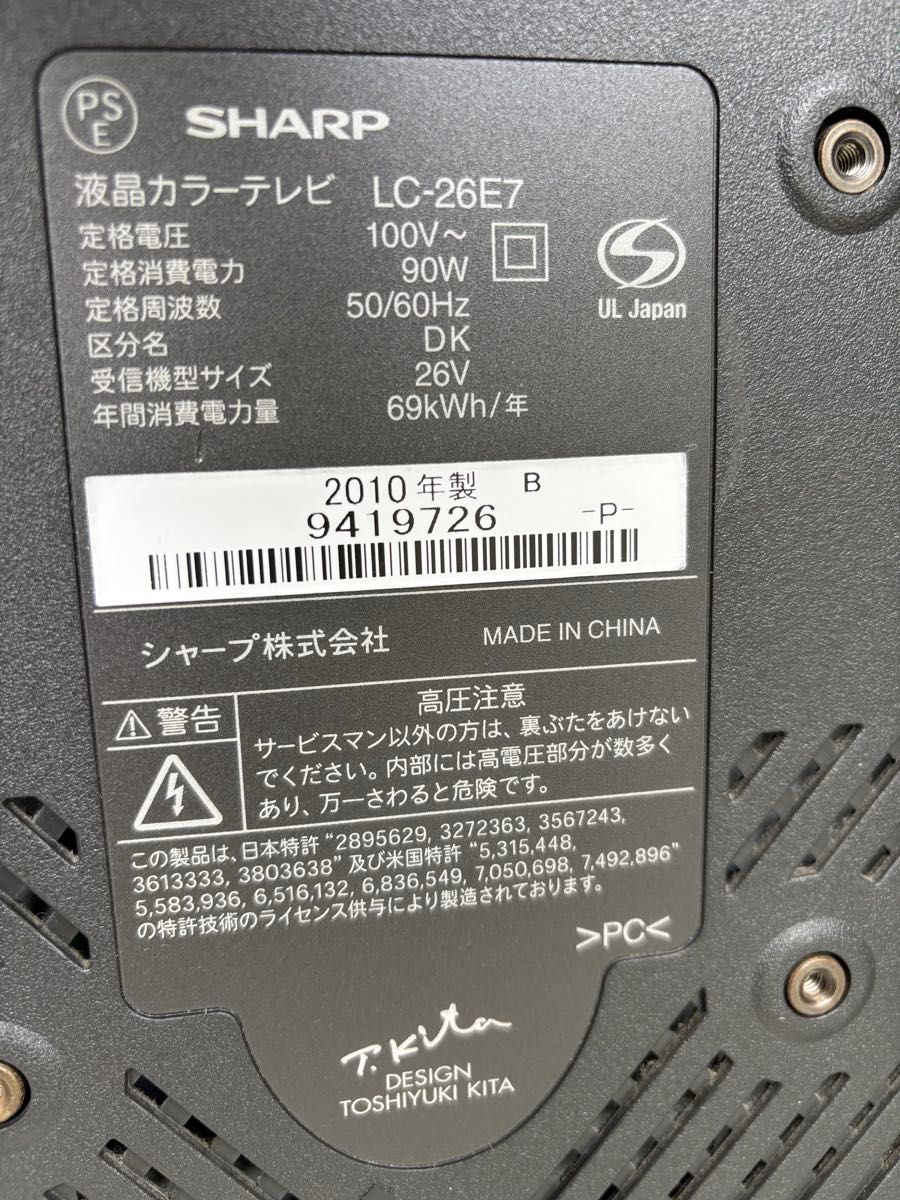 PS
E
SHARP
液晶カラーテレビ LC-26E7
定格電圧 100V~
定格消費電力 90W
定格周波数 50/60Hz
区分名 DK
受信機型サイズ 26V
年間消費電力量 69kWh/年
S
UL Japan
2010年製 B
9419726 -P-
シャープ株式会社 MADE IN CHINA
警告
高圧注意
サービスマン以外の方は、裏ぶたをあけない
でください。内部には高電圧部分が数多く
あり、万一さわると危険です。
この製品は、日本特許“2895629, 3272363, 3567243,
3613333, 3803638”及び米国特許“5,315,448,
5,583,936, 6,516,132, 6,836,549, 7,050,698, 7,492,896”
の特許技術のライセンス供与により製造されております。
>PC<
T.Kita
DESIGN
TOSHIYUKI KITA